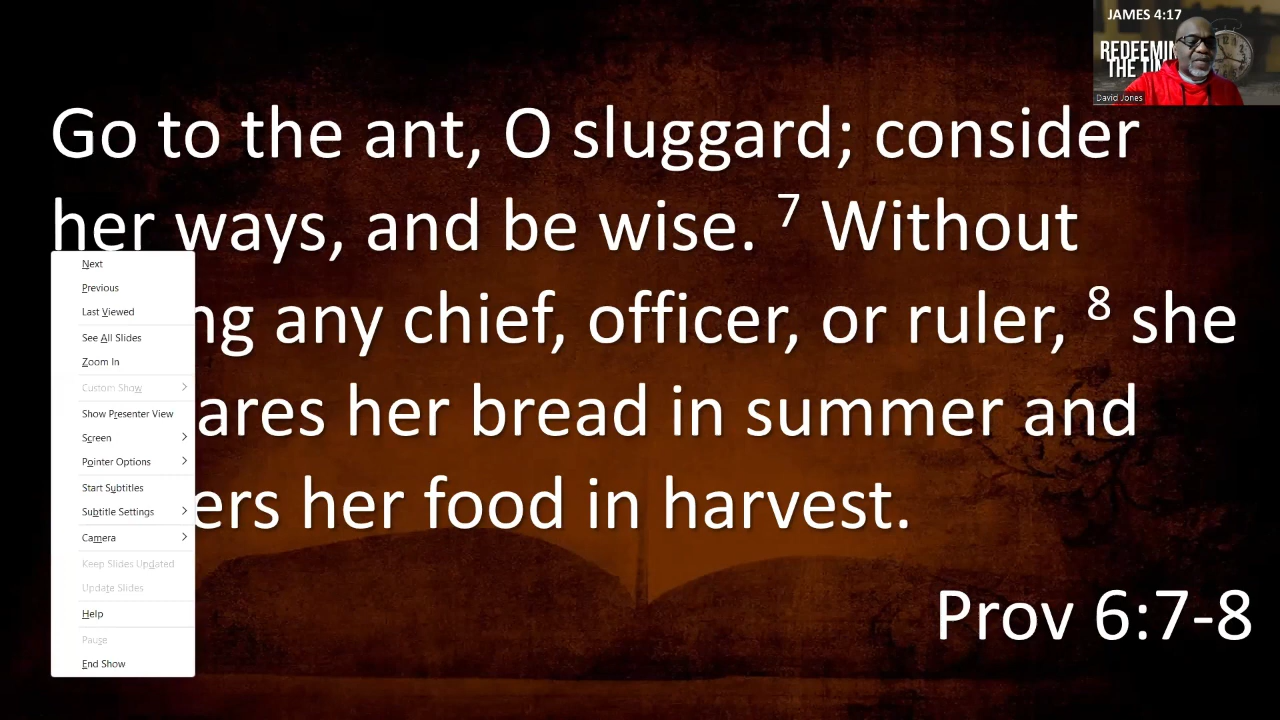 JAMES 4:17
REDEEMIN
THE TIM
David Jones
Go to the ant, O sluggard; consider
her ways, and be wise. 7 Without
ng any chief, officer, or ruler, 8 she
ares her bread in summer and
ers her food in harvest.
Prov 6:7-8
Next
Previous
Last Viewed
See All Slides
Zoom In
Custom Show
Show Presenter View
Screen
Pointer Options
Start Subtitles
Subtitle Settings
Camera
Keep Slides Updated
Update Slides
Help
Pause
End Show